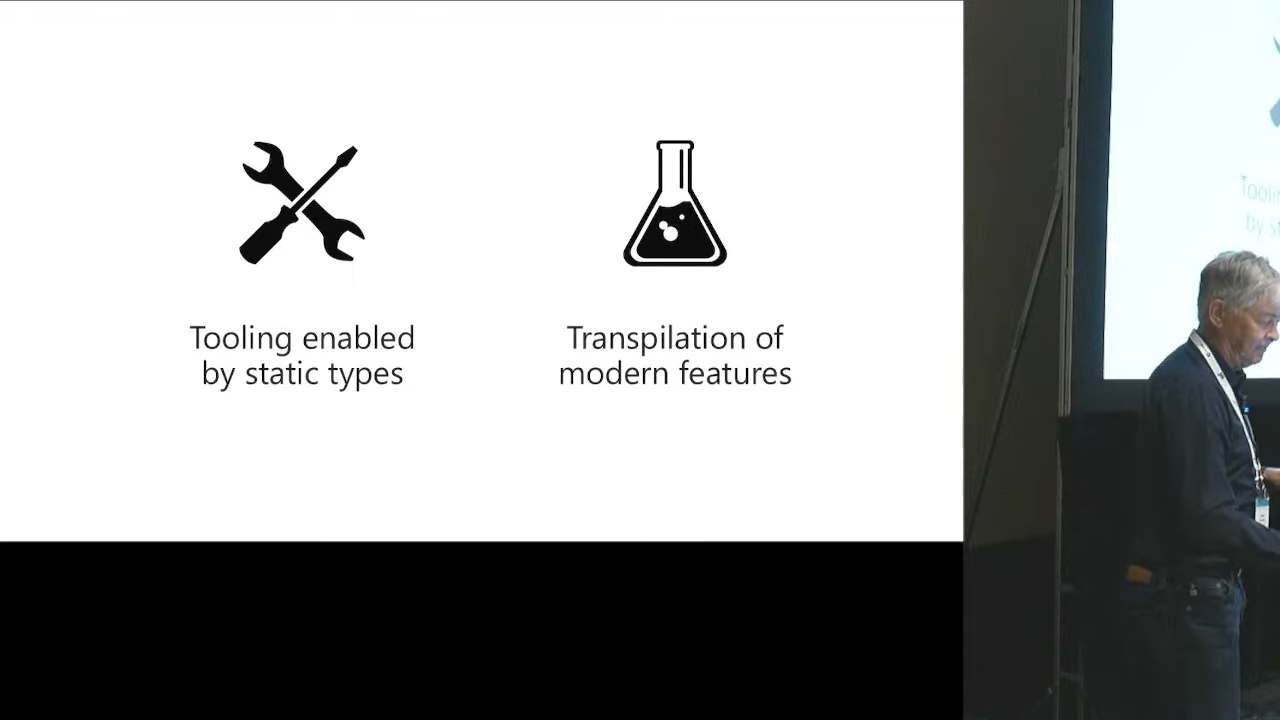 Tooling enabled
by static types
Transpilation of
modern features